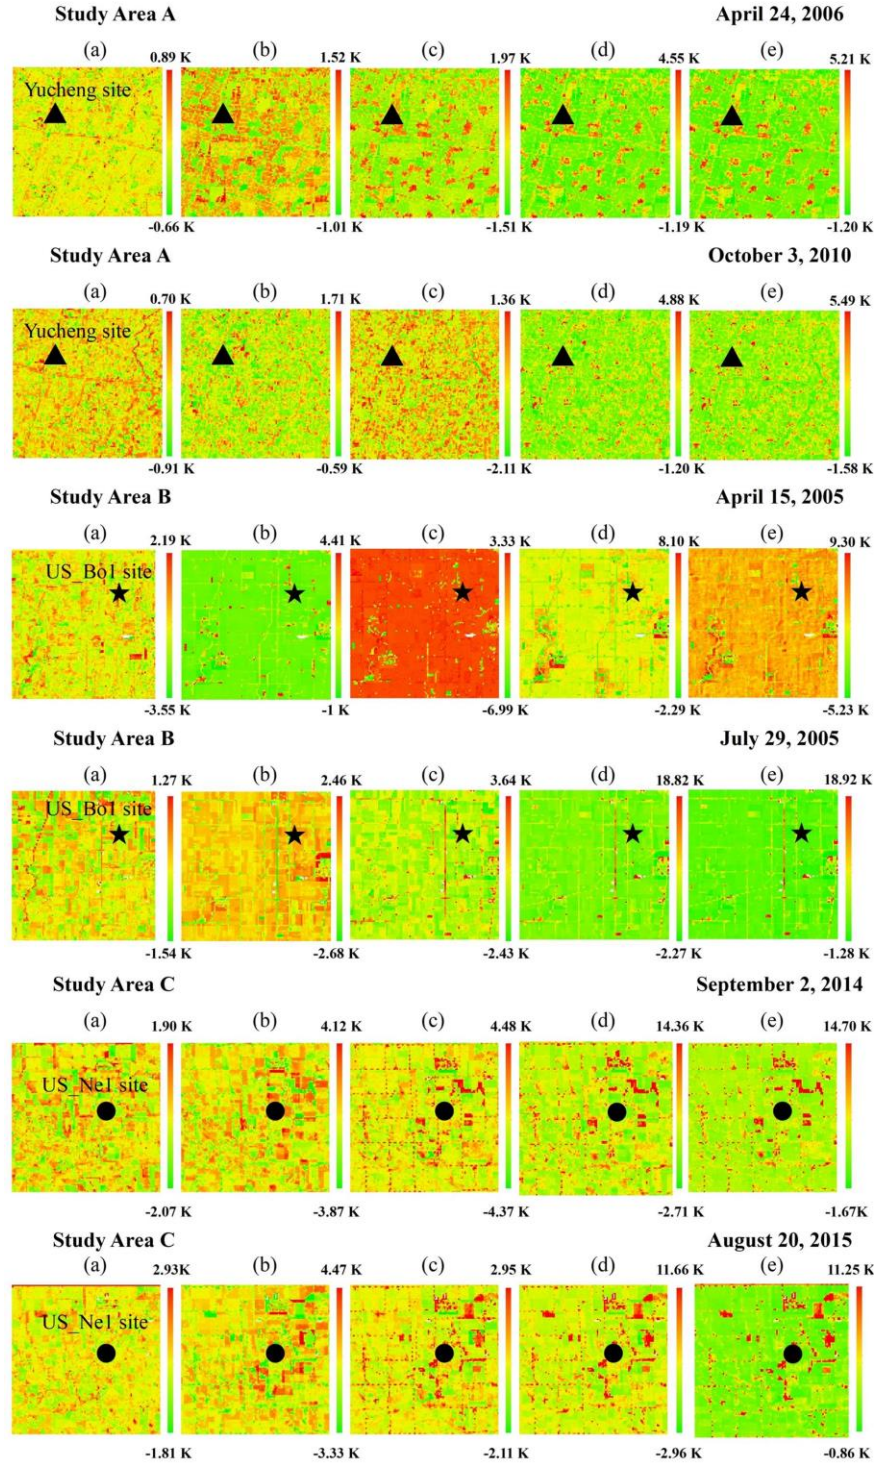 Study Area A April 24, 2006
(a) (b) (c) (d) (e)
0.89 K 1.52 K 1.97 K 4.55 K 5.21 K
Yucheng site
-0.66 K -1.01 K -1.51 K -1.19 K -1.20 K
Study Area A October 3, 2010
(a) (b) (c) (d) (e)
0.70 K 1.71 K 1.36 K 4.88 K 5.49 K
Yucheng site
-0.91 K -0.59 K -2.11 K -1.20 K -1.58 K
Study Area B April 15, 2005
(a) (b) (c) (d) (e)
2.19 K 4.41 K 3.33 K 8.10 K 9.30 K
US_Bo1 site
-3.55 K -1 K -6.99 K -2.29 K -5.23 K
Study Area B July 29, 2005
(a) (b) (c) (d) (e)
1.27 K 2.46 K 3.64 K 18.82 K 18.92 K
US_Bo1 site
-1.54 K -2.68 K -2.43 K -2.27 K -1.28 K
Study Area C September 2, 2014
(a) (b) (c) (d) (e)
1.90 K 4.12 K 4.48 K 14.36 K 14.70 K
US_Ne1 site
-2.07 K -3.87 K -4.37 K -2.71 K -1.67K
Study Area C August 20, 2015
(a) (b) (c) (d) (e)
2.93K 4.47 K 2.95 K 11.66 K 11.25 K
US_Ne1 site
-1.81 K -3.33 K -2.11 K -2.96 K -0.86 K